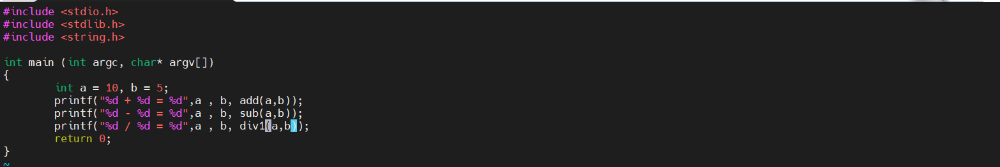 #include <stdio.h>
#include <stdlib.h>
#include <string.h>

int main (int argc, char* argv[])
{
        int a = 10, b = 5;
        printf("%d + %d = %d",a , b, add(a,b));
        printf("%d - %d = %d",a , b, sub(a,b));
        printf("%d / %d = %d",a , b, div1(a,b));
        return 0;
}
~